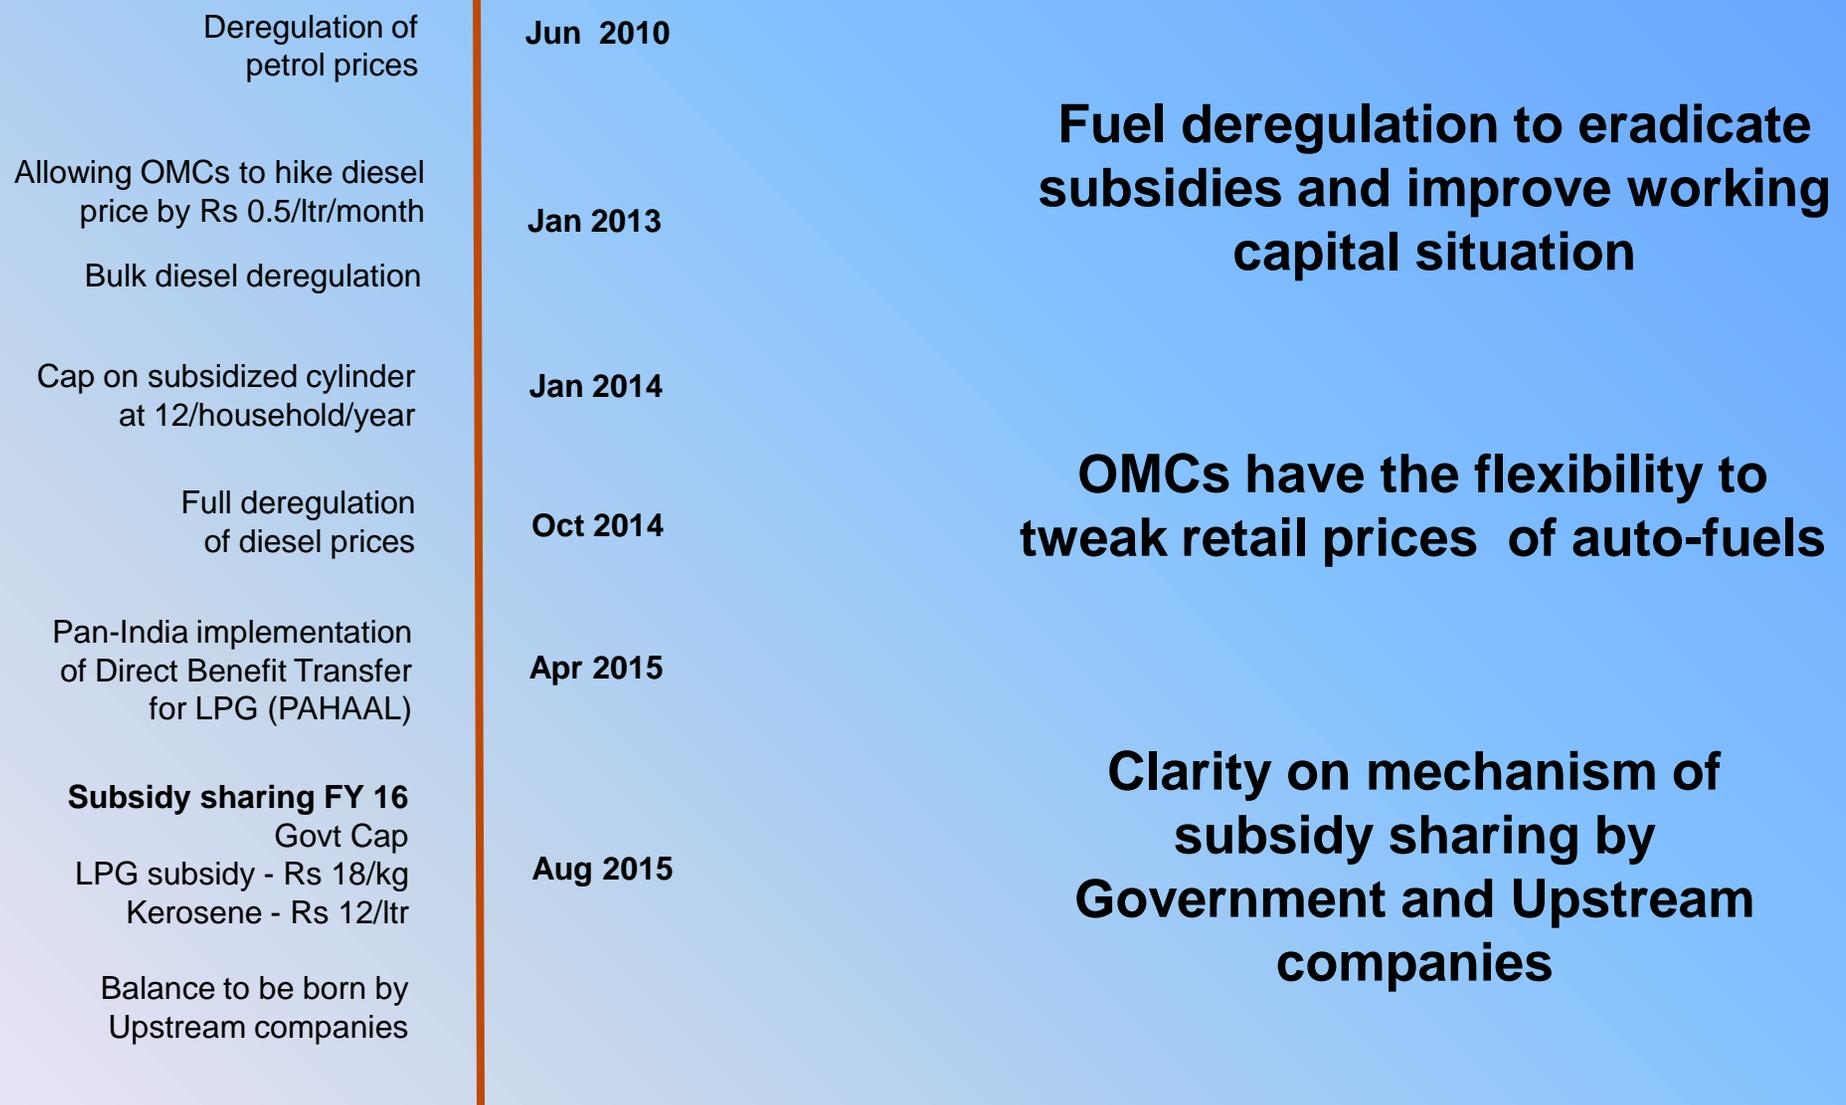 Deregulation of
petrol prices
Jun 2010
Allowing OMCs to hike diesel
price by Rs 0.5/ltr/month
Bulk diesel deregulation
Jan 2013
Cap on subsidized cylinder
at 12/household/year
Jan 2014
Full deregulation
of diesel prices
Oct 2014
Pan-India implementation
of Direct Benefit Transfer
for LPG (PAHAAL)
Apr 2015
Subsidy sharing FY 16
Govt Cap
LPG subsidy - Rs 18/kg
Kerosene - Rs 12/ltr
Balance to be born by
Upstream companies
Aug 2015
Fuel deregulation to eradicate
subsidies and improve working
capital situation
OMCs have the flexibility to
tweak retail prices of auto-fuels
Clarity on mechanism of
subsidy sharing by
Government and Upstream
companies